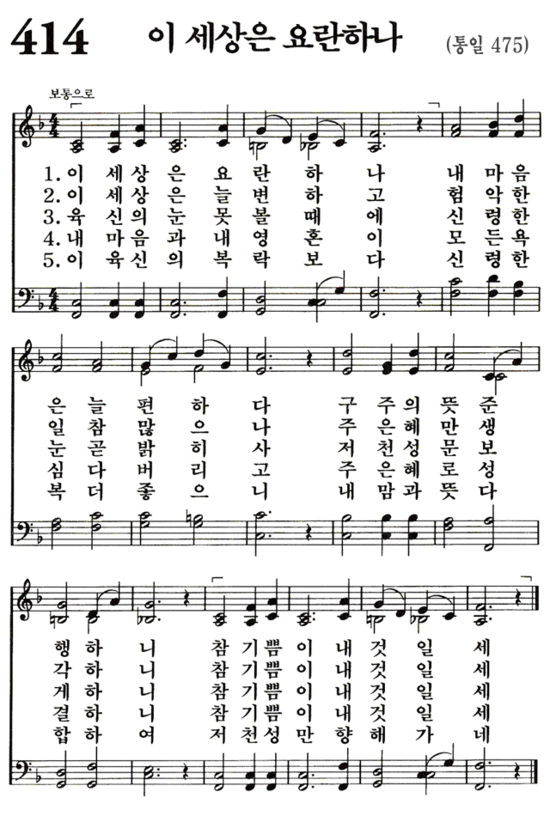 414 이 세상은 요란하나 (통일 475)
보통으로
1. 이 세상은 요란하나 내 마음
2. 이 세상은 늘 변하고 험악한
3. 육신의 눈 못 볼 때에 신령한
4. 내 마음과 내 영혼이 모든 욕
5. 이 육신의 복락보다 신령한
은 늘 편하다 구주의 뜻 준
일 참 많으나 주 은혜만 생
눈 곧 밝히사 저 천성문 보
심 다 버리고 주 은혜로 성
복 더 좋으니 내 맘과 뜻 다
행하니 참 기쁨이 내 것일세
각하니 참 기쁨이 내 것일세
게 하니 참 기쁨이 내 것일세
결하니 참 기쁨이 내 것일세
합하여 저 천성만 향해 가네